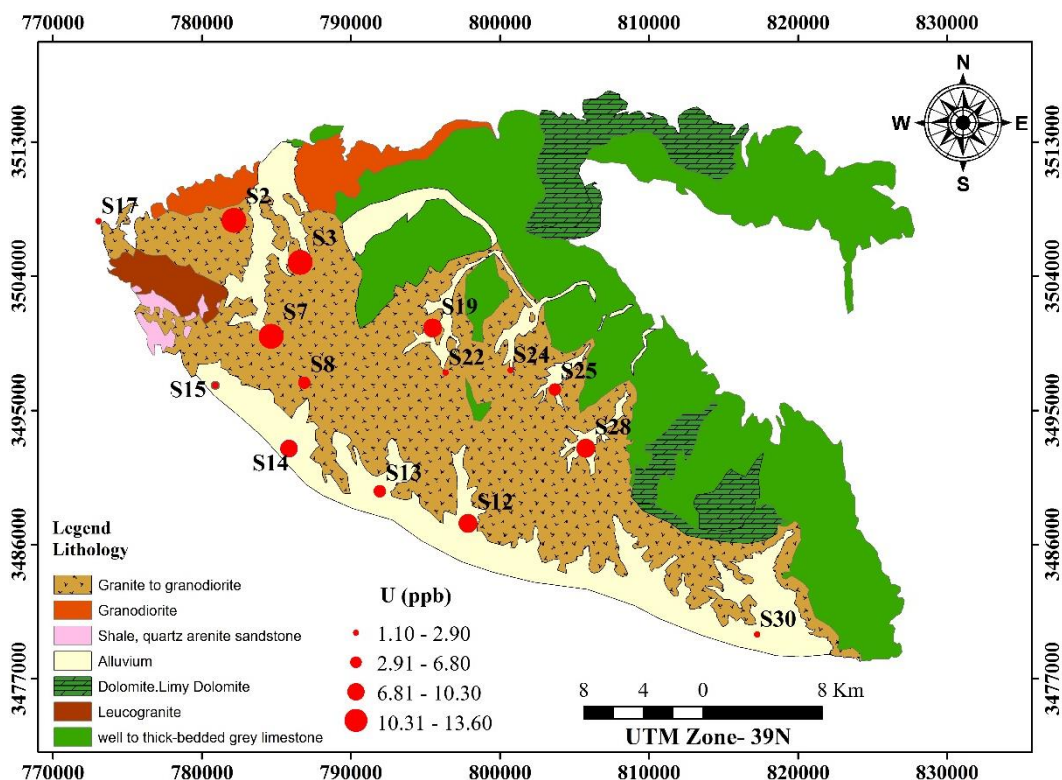 770000 780000 790000 800000 810000 820000 830000
3513000 3513000
3504000 3504000
3495000 3495000
3486000 3486000
3477000 3477000
N
W E
S
S17
S2
S3
S19
S7
S22
S24
S8
S25
S15
S28
S14
S13
S12
S30
Legend
Lithology
Granite to granodiorite
Granodiorite
Shale, quartz arenite sandstone
Alluvium
Dolomite.Limy Dolomite
Leucogranite
well to thick-bedded grey limestone
U (ppb)
1.10 - 2.90
2.91 - 6.80
6.81 - 10.30
10.31 - 13.60
8 4 0 8 Km
UTM Zone- 39N
770000 780000 790000 800000 810000 820000 830000